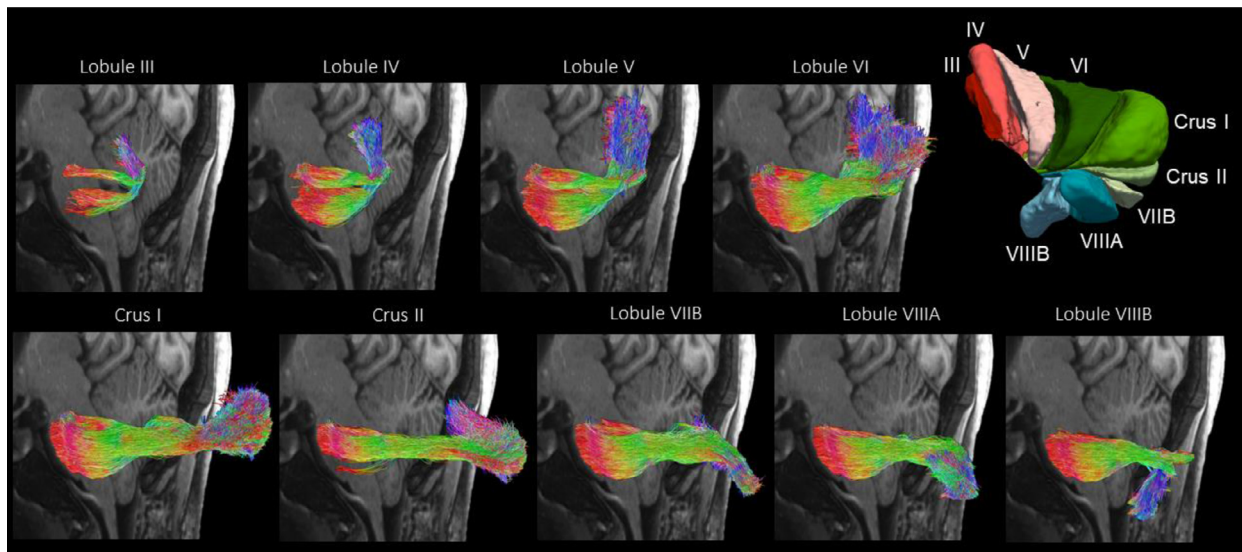 Lobule III
Lobule IV
Lobule V
Lobule VI
IV
V
III
VI
Crus I
Crus II
VIIB
VIIIA
VIIIB
Crus I
Crus II
Lobule VIIB
Lobule VIIIA
Lobule VIIIB